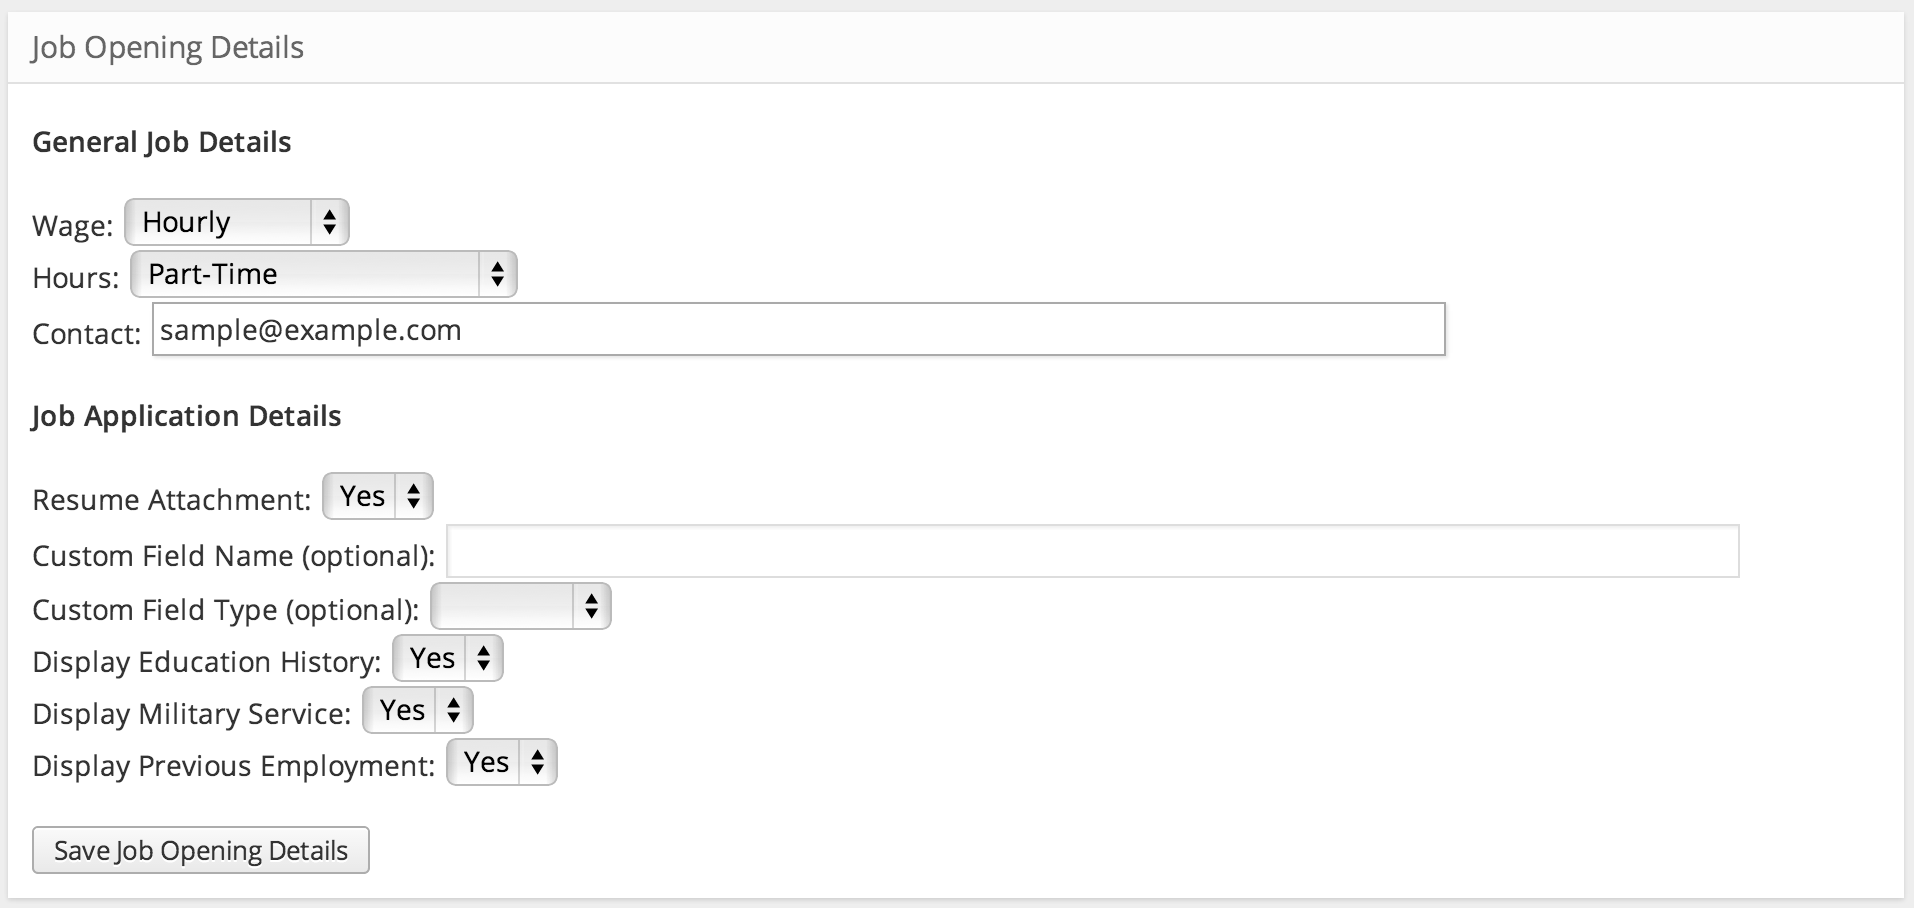 Job Opening Details
General Job Details
Wage: Hourly
Hours: Part-Time
Contact: sample@example.com
Job Application Details
Resume Attachment: Yes
Custom Field Name (optional):
Custom Field Type (optional):
Display Education History: Yes
Display Military Service: Yes
Display Previous Employment: Yes
Save Job Opening Details